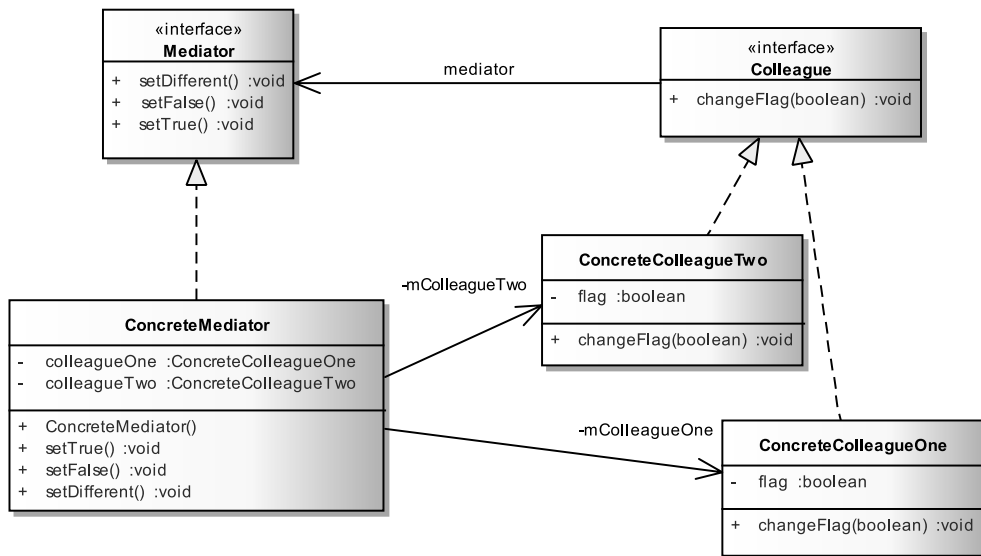 «interface»
Mediator
+ setDifferent() :void
+ setFalse() :void
+ setTrue() :void
mediator
«interface»
Colleague
+ changeFlag(boolean) :void
ConcreteColleagueTwo
- flag :boolean
+ changeFlag(boolean) :void
-mColleagueTwo
ConcreteMediator
- colleagueOne :ConcreteColleagueOne
- colleagueTwo :ConcreteColleagueTwo
+ ConcreteMediator()
+ setTrue() :void
+ setFalse() :void
+ setDifferent() :void
-mColleagueOne
ConcreteColleagueOne
- flag :boolean
+ changeFlag(boolean) :void